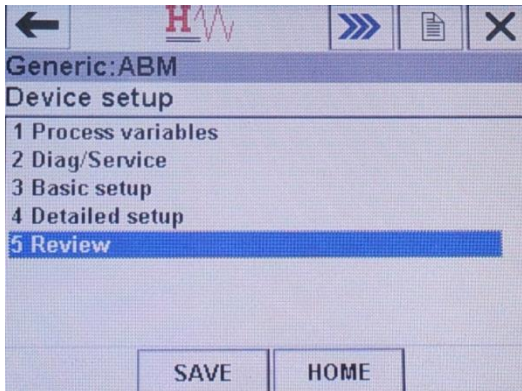 H
Generic:ABM
Device setup
1 Process variables
2 Diag/Service
3 Basic setup
4 Detailed setup
5 Review
SAVE HOME